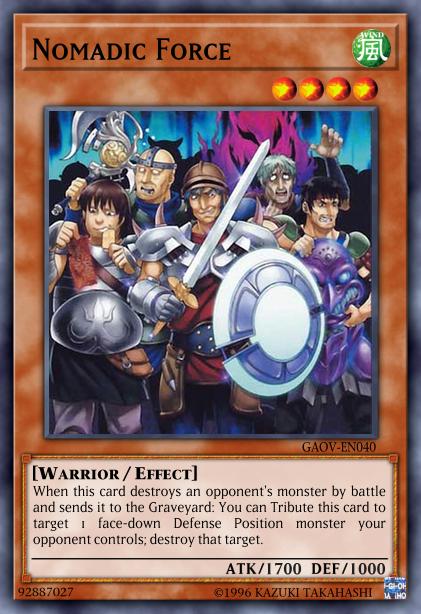 NOMADIC FORCE
WIND
風
GAOV-EN040
[WARRIOR / EFFECT]
When this card destroys an opponent's monster by battle
and sends it to the Graveyard: You can Tribute this card to
target 1 face-down Defense Position monster your
opponent controls; destroy that target.
ATK/1700 DEF/1000
92887027
©1996 KAZUKI TAKAHASHI